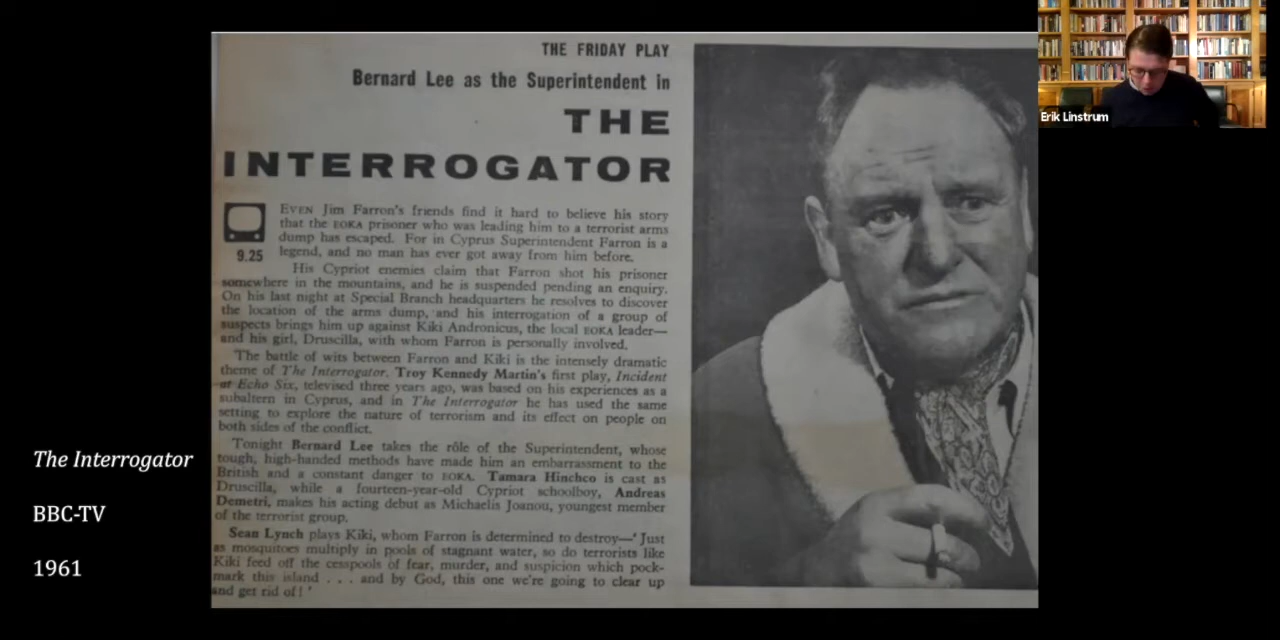 THE FRIDAY PLAY
Bernard Lee as the Superintendent in
THE
INTERROGATOR
9.25
EVEN Jim Farron's friends find it hard to believe his story
that the EOKA prisoner who was leading him to a terrorist arms
dump has escaped. For in Cyprus Superintendent Farron is a
legend, and no man has ever got away from him before.
His Cypriot enemies claim that Farron shot his prisoner
somewhere in the mountains, and he is suspended pending an enquiry.
On his last night at Special Branch headquarters he resolves to discover
the location of the arms dump, and his interrogation of a group of
suspects brings him up against Kiki Andronicus, the local EOKA leader—
and his girl, Druscilla, with whom Farron is personally involved.
The battle of wits between Farron and Kiki is the intensely dramatic
theme of The Interrogator. Troy Kennedy Martin's first play, Incident
at Echo Six, televised three years ago, was based on his experiences as a
subaltern in Cyprus, and in The Interrogator he has used the same
setting to explore the nature of terrorism and its effect on people on
both sides of the conflict.
Tonight Bernard Lee takes the rôle of the Superintendent, whose
tough, high-handed methods have made him an embarrassment to the
British and a constant danger to EOKA. Tamara Hinchco is cast as
Druscilla, while a fourteen-year-old Cypriot schoolboy, Andreas
Demetri, makes his acting debut as Michaelis Joanou, youngest member
of the terrorist group.
Sean Lynch plays Kiki, whom Farron is determined to destroy—' Just
as mosquitoes multiply in pools of stagnant water, so do terrorists like
Kiki feed off the cesspools of fear, murder, and suspicion which pock-
mark this island . . . and by God, this one we're going to clear up
and get rid of! '
The Interrogator
BBC-TV
1961
Erik Linstrum